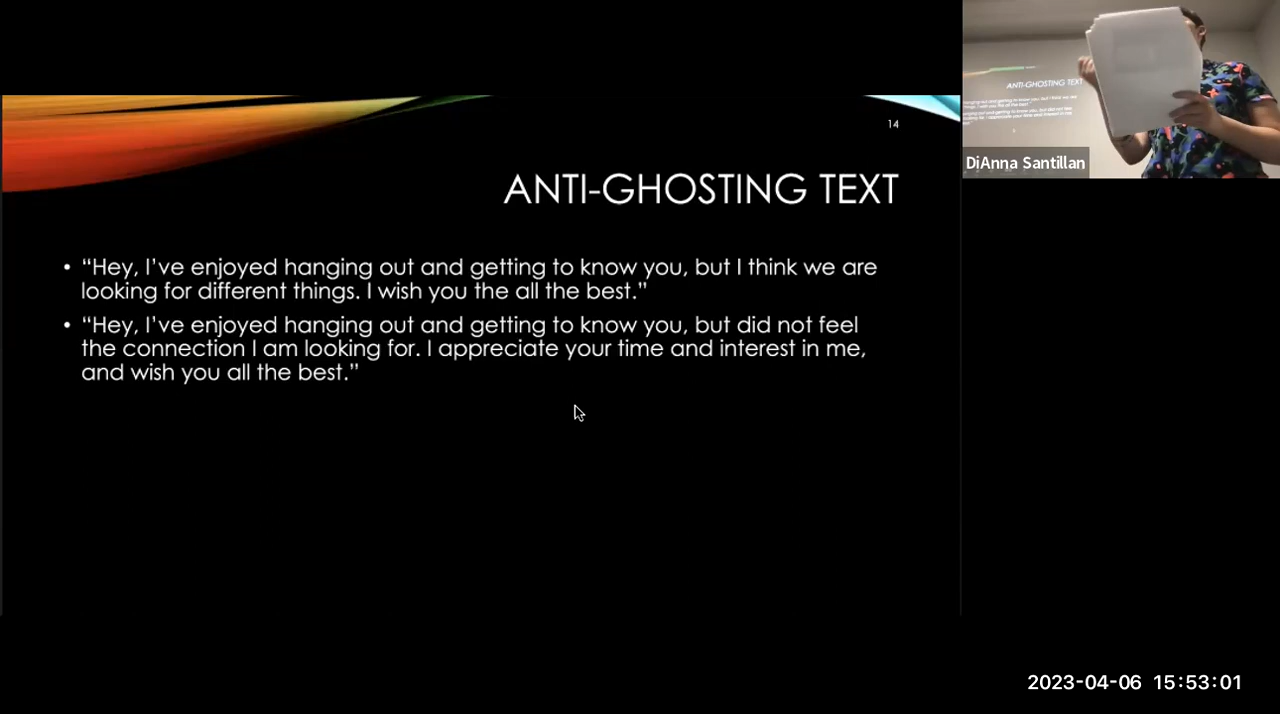 14
ANTI-GHOSTING TEXT
• “Hey, I’ve enjoyed hanging out and getting to know you, but I think we are
looking for different things. I wish you the all the best.”
• “Hey, I’ve enjoyed hanging out and getting to know you, but did not feel
the connection I am looking for. I appreciate your time and interest in me,
and wish you all the best.”
ANTI-GHOSTING TEXT
DiAnna Santillan
2023-04-06 15:53:01